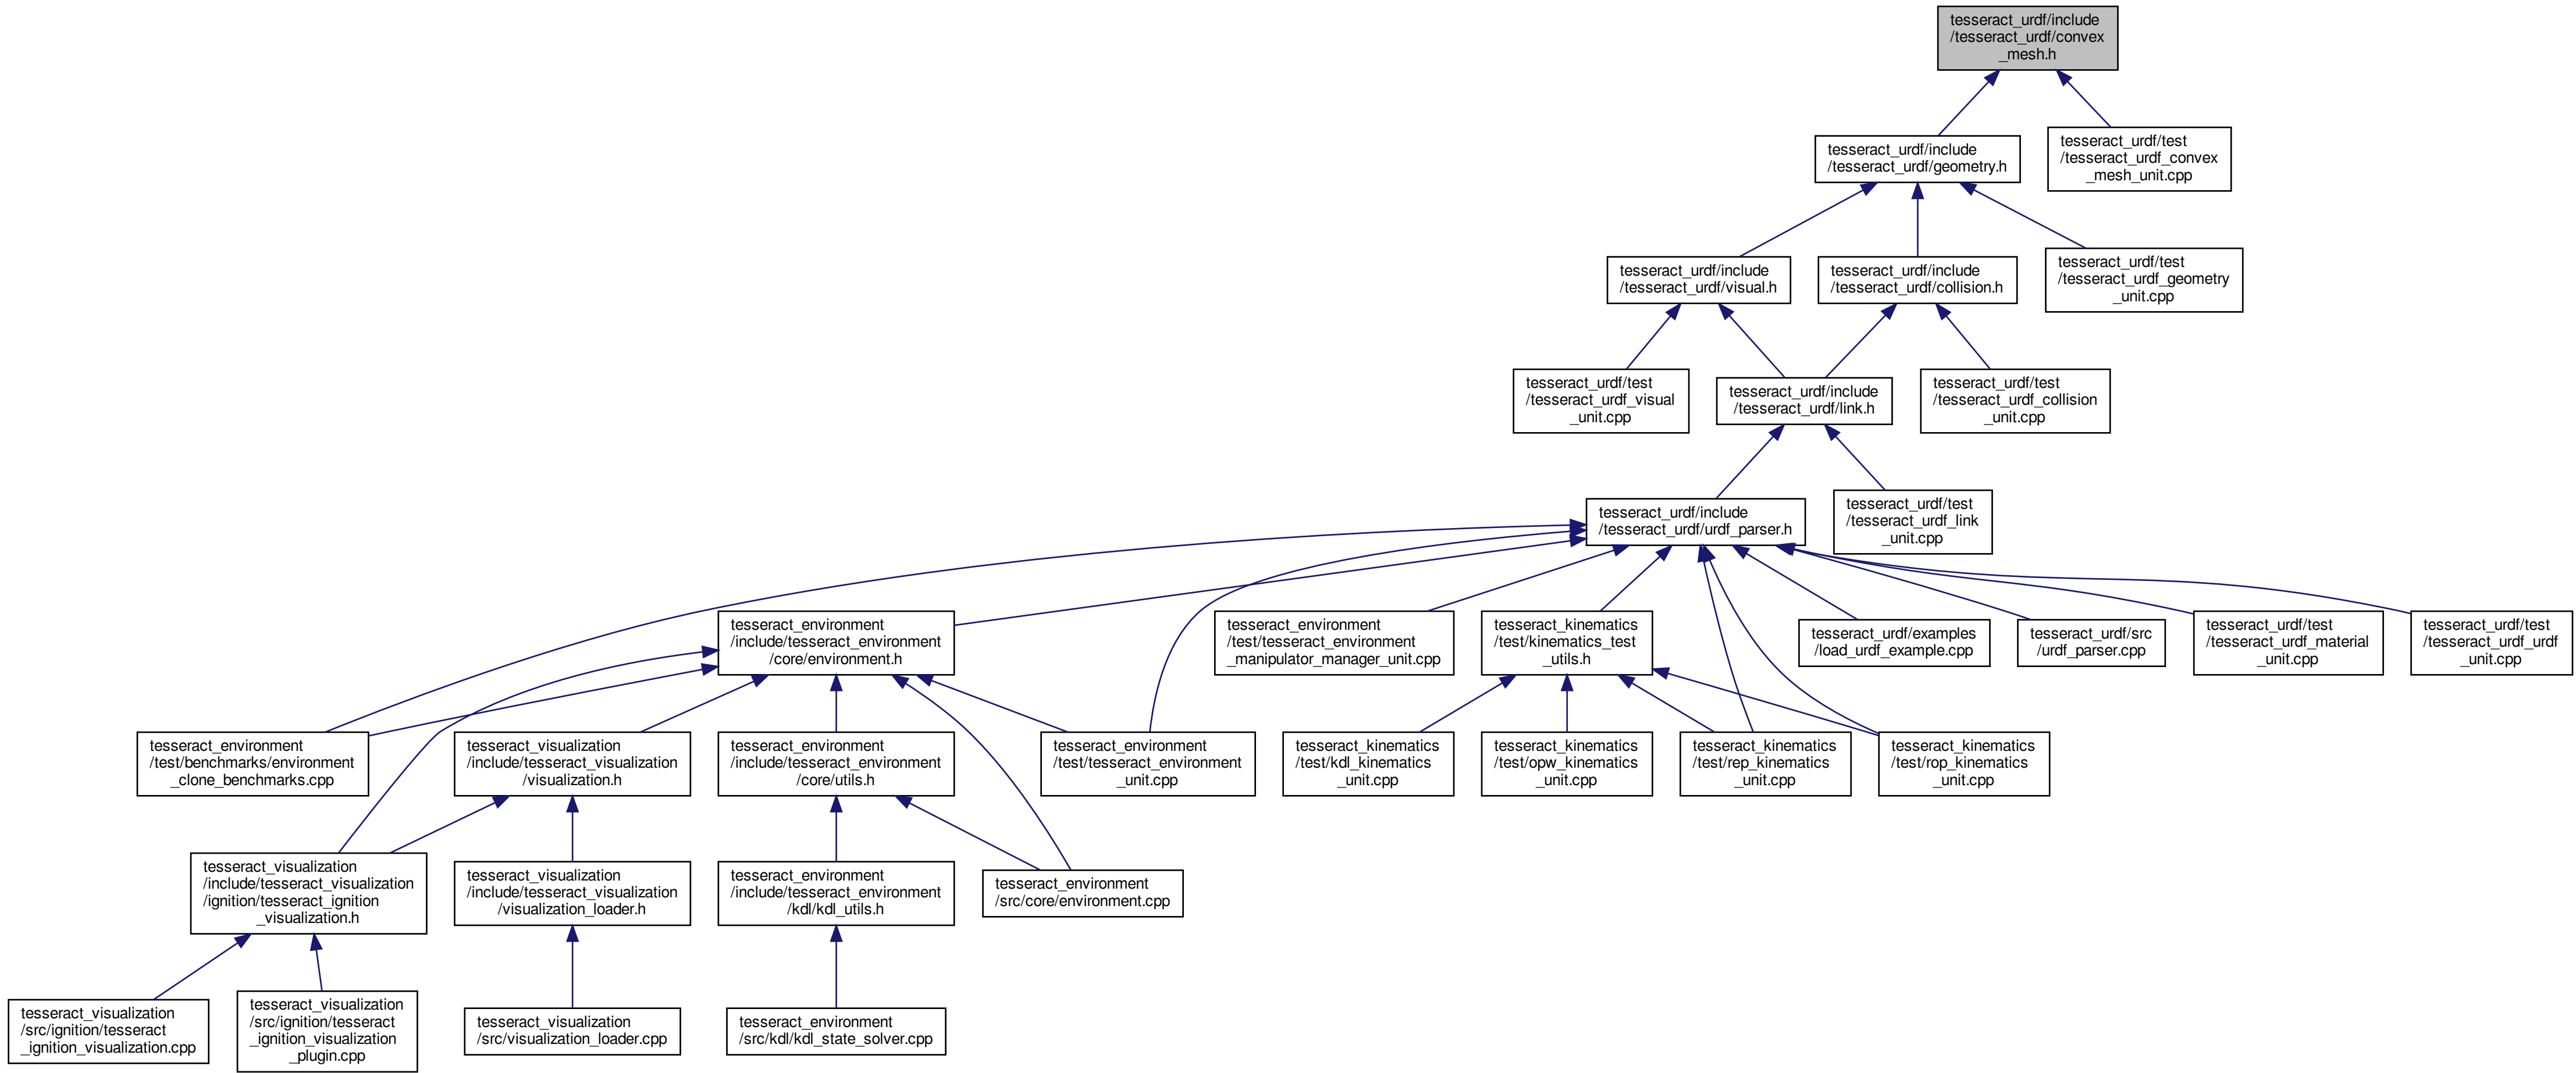 tesseract_urdf/include
/tesseract_urdf/convex
_mesh.h
tesseract_urdf/include
/tesseract_urdf/geometry.h
tesseract_urdf/test
/tesseract_urdf_convex
_mesh_unit.cpp
tesseract_urdf/include
/tesseract_urdf/visual.h
tesseract_urdf/include
/tesseract_urdf/collision.h
tesseract_urdf/test
/tesseract_urdf_geometry
_unit.cpp
tesseract_urdf/test
/tesseract_urdf_visual
_unit.cpp
tesseract_urdf/include
/tesseract_urdf/link.h
tesseract_urdf/test
/tesseract_urdf_collision
_unit.cpp
tesseract_urdf/include
/tesseract_urdf/urdf_parser.h
tesseract_urdf/test
/tesseract_urdf_link
_unit.cpp
tesseract_environment
/include/tesseract_environment
/core/environment.h
tesseract_environment
/test/tesseract_environment
_manipulator_manager_unit.cpp
tesseract_kinematics
/test/kinematics_test
_utils.h
tesseract_urdf/examples
/load_urdf_example.cpp
tesseract_urdf/src
/urdf_parser.cpp
tesseract_urdf/test
/tesseract_urdf_material
_unit.cpp
tesseract_urdf/test
/tesseract_urdf_urdf
_unit.cpp
tesseract_environment
/test/benchmarks/environment
_clone_benchmarks.cpp
tesseract_visualization
/include/tesseract_visualization
/visualization.h
tesseract_environment
/include/tesseract_environment
/core/utils.h
tesseract_environment
/test/tesseract_environment
_unit.cpp
tesseract_kinematics
/test/kdl_kinematics
_unit.cpp
tesseract_kinematics
/test/opw_kinematics
_unit.cpp
tesseract_kinematics
/test/rep_kinematics
_unit.cpp
tesseract_kinematics
/test/rop_kinematics
_unit.cpp
tesseract_visualization
/include/tesseract_visualization
/ignition/tesseract_ignition
_visualization.h
tesseract_visualization
/include/tesseract_visualization
/visualization_loader.h
tesseract_environment
/include/tesseract_environment
/kdl/kdl_utils.h
tesseract_environment
/src/core/environment.cpp
tesseract_visualization
/src/ignition/tesseract
_ignition_visualization.cpp
tesseract_visualization
/src/ignition/tesseract
_ignition_visualization
_plugin.cpp
tesseract_visualization
/src/visualization_loader.cpp
tesseract_environment
/src/kdl/kdl_state_solver.cpp